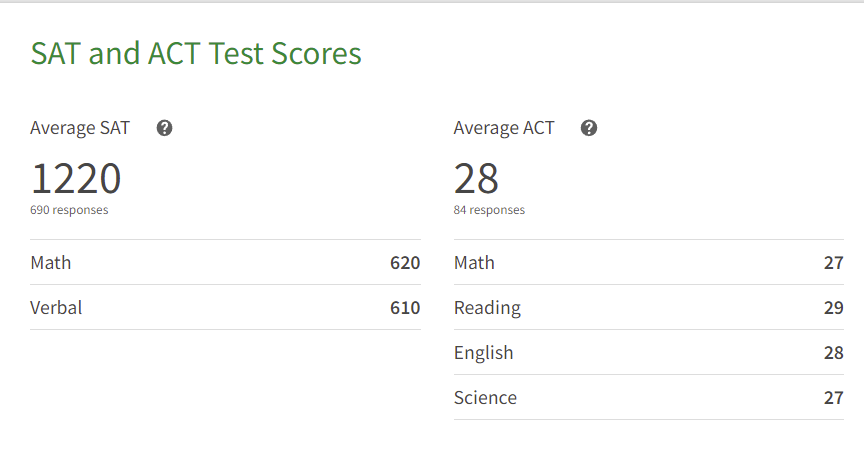 SAT and ACT Test Scores
Average SAT ?
1220
690 responses
Math 620
Verbal 610
Average ACT ?
28
84 responses
Math 27
Reading 29
English 28
Science 27